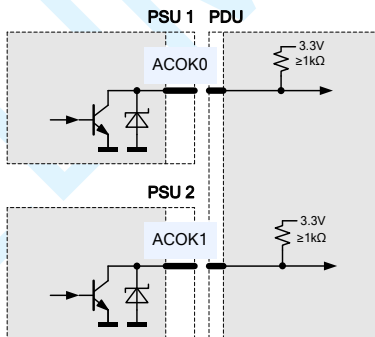 PSU 1 PDU
ACOK0
3.3V
≥1kΩ
PSU 2
ACOK1
3.3V
≥1kΩ